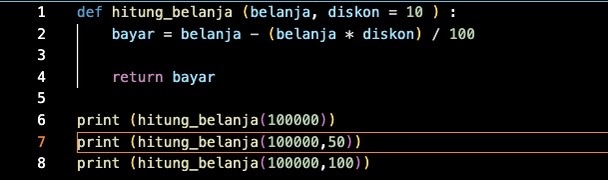 1 def hitung_belanja (belanja, diskon = 10 ) :
2 bayar = belanja - (belanja * diskon) / 100
3
4 return bayar
5
6 print (hitung_belanja(100000))
7 print (hitung_belanja(100000,50))
8 print (hitung_belanja(100000,100))